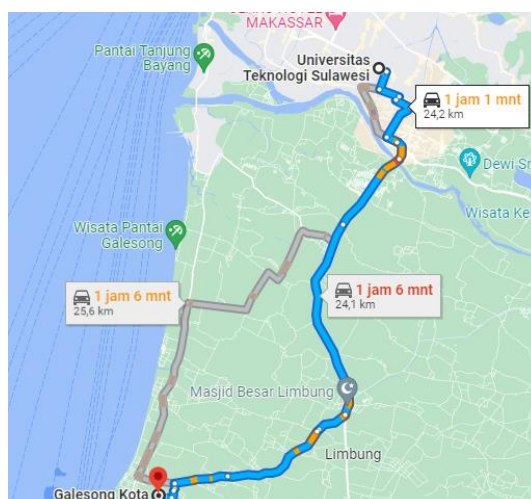 MAKASSAR
Pantai Tanjung
Bayang
Universitas
Teknologi Sulawesi
1 jam 1 mnt
24,2 km
Dewi
Wisata
Wisata Pantai
Galesong
1 jam 6 mnt
25,6 km
1 jam 6 mnt
24,1 km
Masjid Besar Limbung
Limbung
Galesong Kota